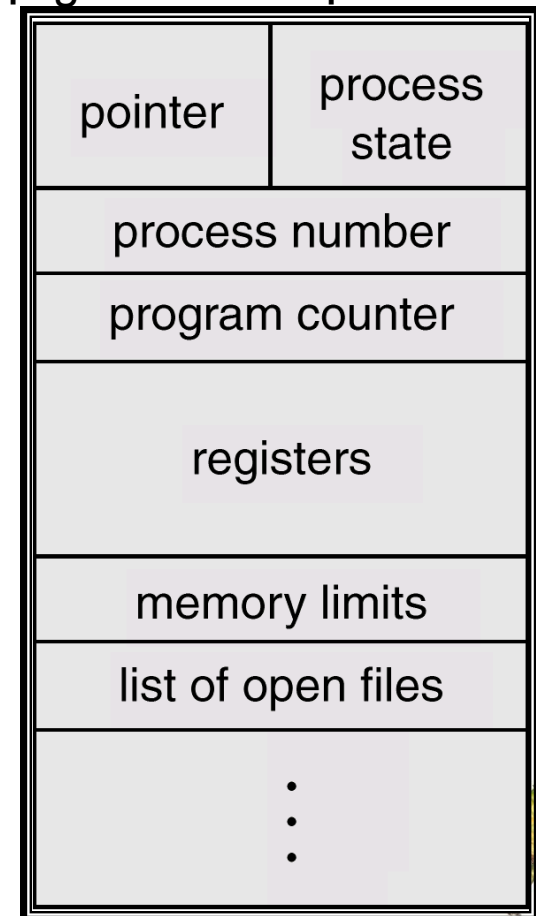 pointer
process
state
process number
program counter
registers
memory limits
list of open files